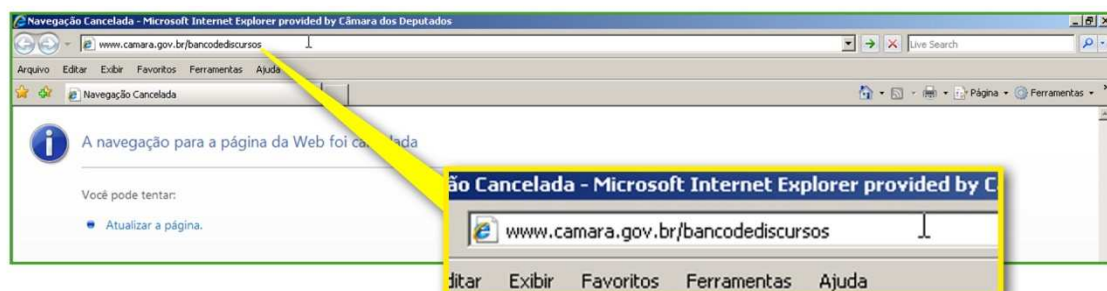 Navegação Cancelada - Microsoft Internet Explorer provided by Câmara dos Deputados
www.camara.gov.br/bancodediscursos
Live Search
Arquivo Editar Exibir Favoritos Ferramentas Ajuda
Navegação Cancelada
Página
Ferramentas
A navegação para a página da Web foi cancelada
Você pode tentar:
Atualizar a página.
ão Cancelada - Microsoft Internet Explorer provided by C
www.camara.gov.br/bancodediscursos
ditar Exibir Favoritos Ferramentas Ajuda